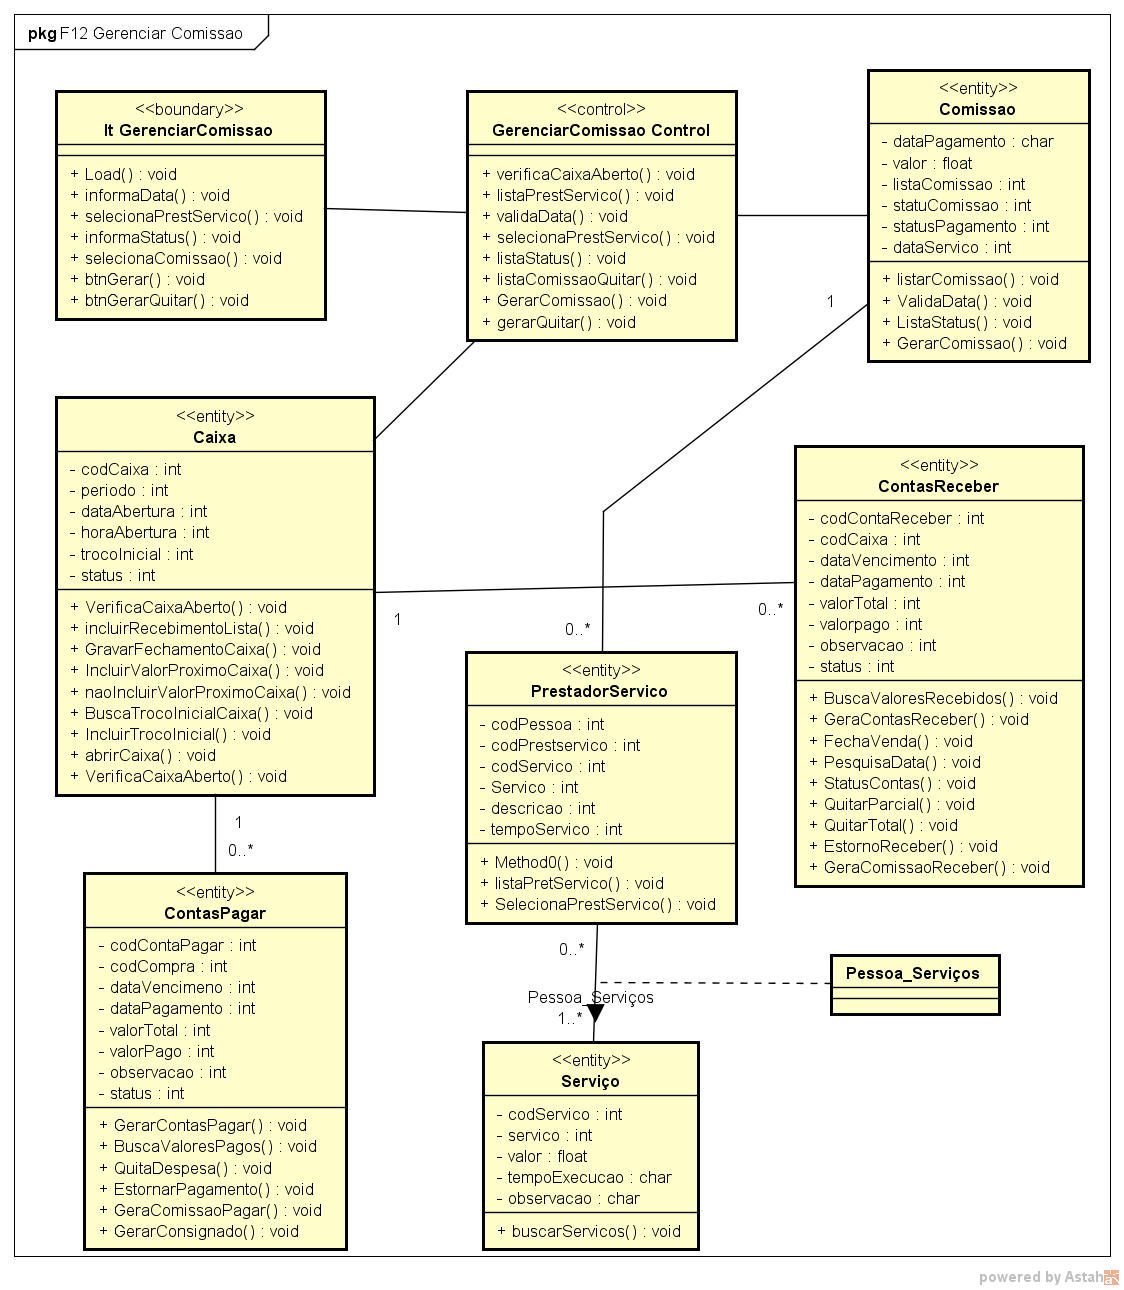 pkg F12 Gerenciar Comissao
<<boundary>>
It GerenciarComissao
+ Load() : void
+ informaData() : void
+ selecionaPrestServico() : void
+ informaStatus() : void
+ selecionaComissao() : void
+ btnGerar() : void
+ btnGerarQuitar() : void
<<control>>
GerenciarComissao Control
+ verificaCaixaAberto() : void
+ listaPrestServico() : void
+ validaData() : void
+ selecionaPrestServico() : void
+ listaStatus() : void
+ listaComissaoQuitar() : void
+ GerarComissao() : void
+ gerarQuitar() : void
<<entity>>
Comissao
- dataPagamento : char
- valor : float
- listaComissao : int
- statuComissao : int
- statusPagamento : int
- dataServico : int
+ listarComissao() : void
+ ValidaData() : void
+ ListaStatus() : void
+ GerarComissao() : void
1
0..*
<<entity>>
Caixa
- codCaixa : int
- periodo : int
- dataAbertura : int
- horaAbertura : int
- trocoInicial : int
- status : int
+ VerificaCaixaAberto() : void
+ incluirRecebimentoLista() : void
+ GravarFechamentoCaixa() : void
+ IncluirValorProximoCaixa() : void
+ naoIncluirValorProximoCaixa() : void
+ BuscaTrocoInicialCaixa() : void
+ IncluirTrocoInicial() : void
+ abrirCaixa() : void
+ VerificaCaixaAberto() : void
1
0..*
<<entity>>
ContasReceber
- codContaReceber : int
- codCaixa : int
- dataVencimento : int
- dataPagamento : int
- valorTotal : int
- valorpago : int
- observacao : int
- status : int
+ BuscaValoresRecebidos() : void
+ GeraContasReceber() : void
+ FechaVenda() : void
+ PesquisaData() : void
+ StatusContas() : void
+ QuitarParcial() : void
+ QuitarTotal() : void
+ EstornoReceber() : void
+ GeraComissaoReceber() : void
<<entity>>
PrestadorServico
- codPessoa : int
- codPrestservico : int
- codServico : int
- Servico : int
- descricao : int
- tempoServico : int
+ Method0() : void
+ listaPretServico() : void
+ SelecionaPrestServico() : void
1
0..*
<<entity>>
ContasPagar
- codContaPagar : int
- codCompra : int
- dataVencimeno : int
- dataPagamento : int
- valorTotal : int
- valorPago : int
- observacao : int
- status : int
+ GerarContasPagar() : void
+ BuscaValoresPagos() : void
+ QuitaDespesa() : void
+ EstornarPagamento() : void
+ GeraComissaoPagar() : void
+ GerarConsignado() : void
0..*
Pessoa_Serviços
1..*
Pessoa_Serviços
<<entity>>
Serviço
- codServico : int
- servico : int
- valor : float
- tempoExecucao : char
- observacao : char
+ buscarServicos() : void
powered by Astah